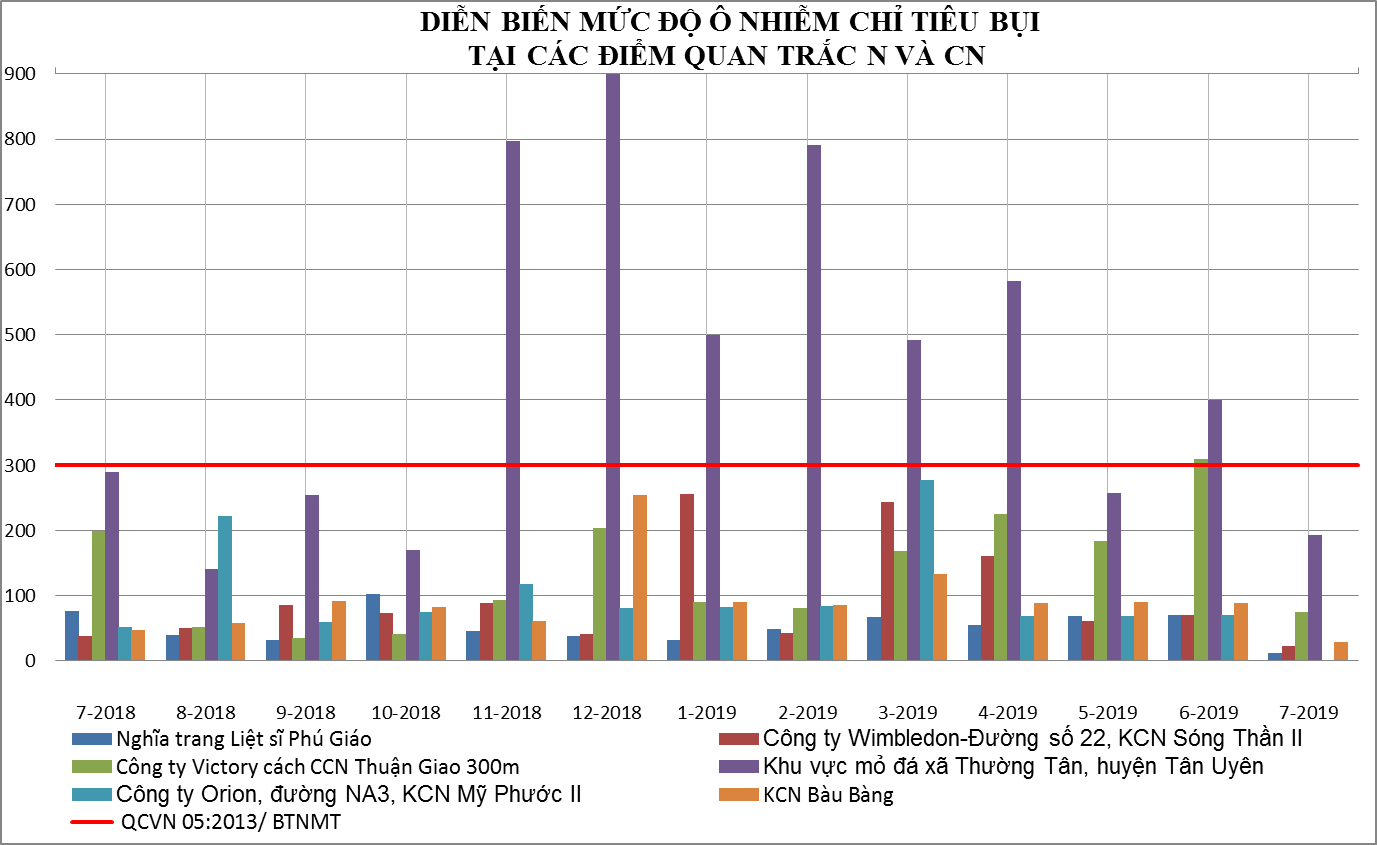 DIỄN BIẾN MỨC ĐỘ Ô NHIỄM CHỈ TIÊU BỤI
TẠI CÁC ĐIỂM QUAN TRẮC N VÀ CN
900
800
700
600
500
400
300
200
100
0
7-2018 8-2018 9-2018 10-2018 11-2018 12-2018 1-2019 2-2019 3-2019 4-2019 5-2019 6-2019 7-2019
Nghĩa trang Liệt sĩ Phú Giáo Công ty Wimbledon-Đường số 22, KCN Sóng Thần II
Công ty Victory cách CCN Thuận Giao 300m Khu vực mỏ đá xã Thường Tân, huyện Tân Uyên
Công ty Orion, đường NA3, KCN Mỹ Phước II KCN Bàu Bàng
QCVN 05:2013/ BTNMT